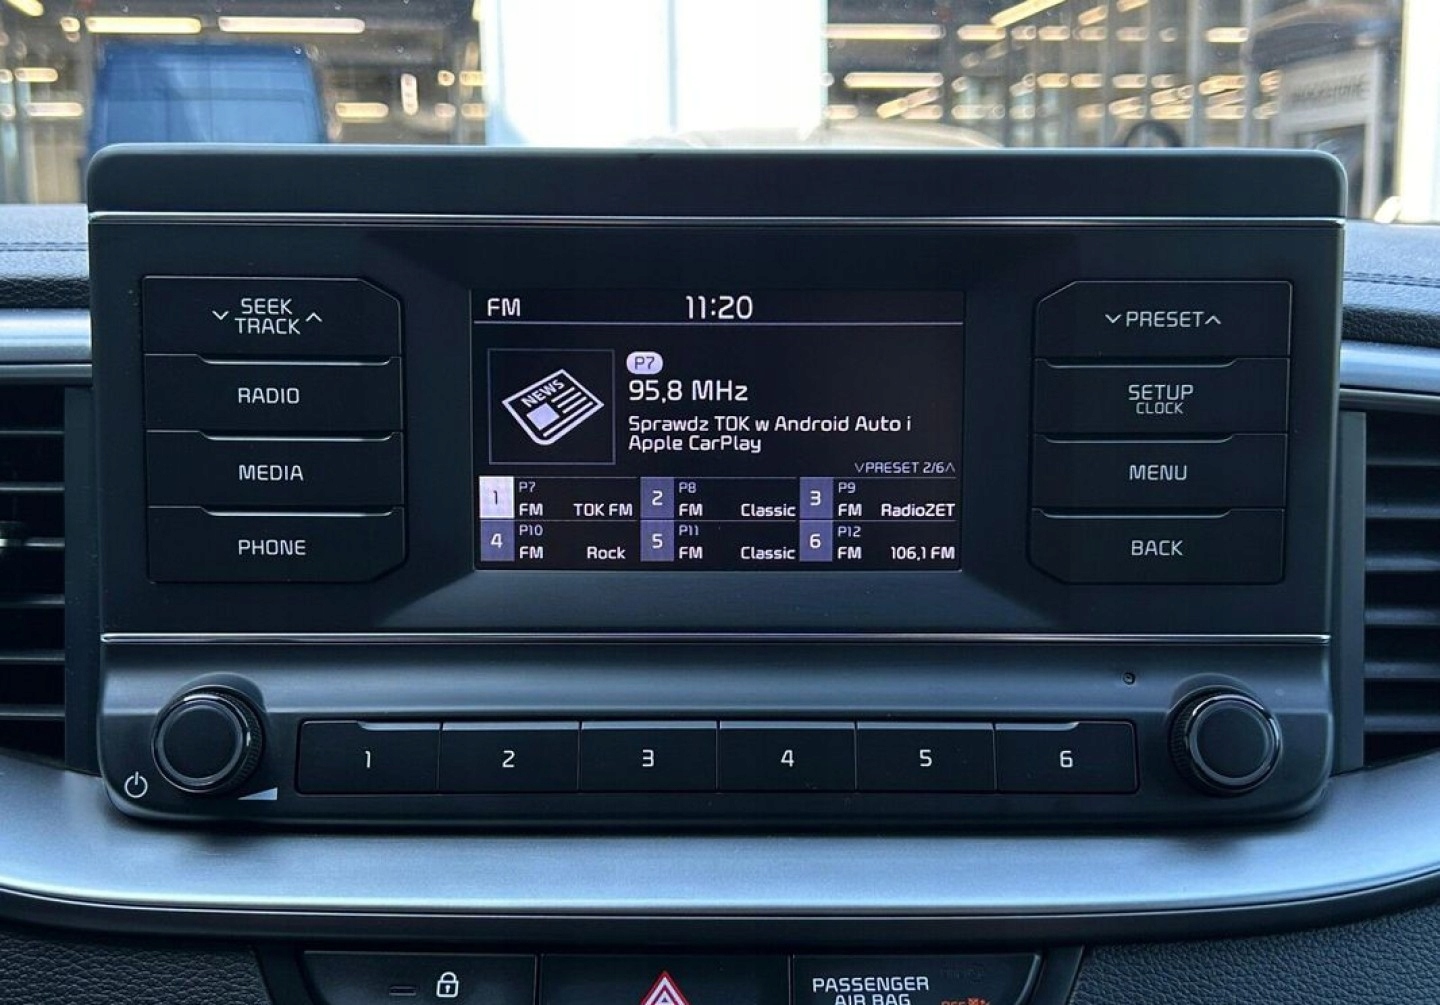 SEEK
TRACK
RADIO
MEDIA
PHONE
FM 11:20
NEWS
P7
95,8 MHz
Sprawdz TOK w Android Auto i
Apple CarPlay
PRESET 2/6
1 P7 FM TOK FM
2 P8 FM Classic
3 P9 FM RadioZET
4 P10 FM Rock
5 P11 FM Classic
6 P12 FM 106,1 FM
PRESET
SETUP
CLOCK
MENU
BACK
1 2 3 4 5 6
PASSENGER
AIR BAG